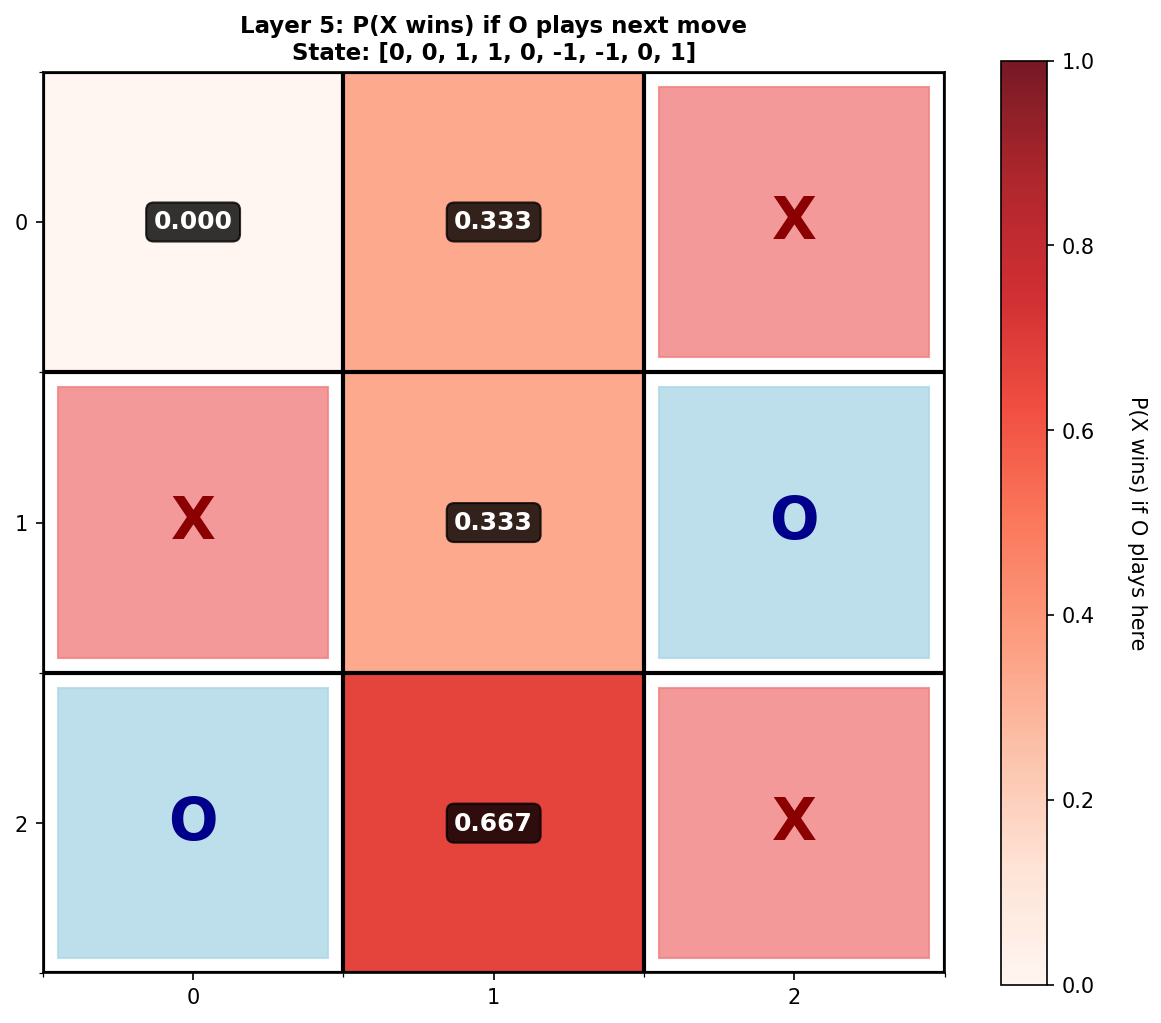 Layer 5: P(X wins) if O plays next move
State: [0, 0, 1, 1, 0, -1, -1, 0, 1]
0
0.000
0.333
X
1
X
0.333
O
2
O
0.667
X
0
1
2
1.0
0.8
0.6
0.4
0.2
0.0
P(X wins) if O plays here